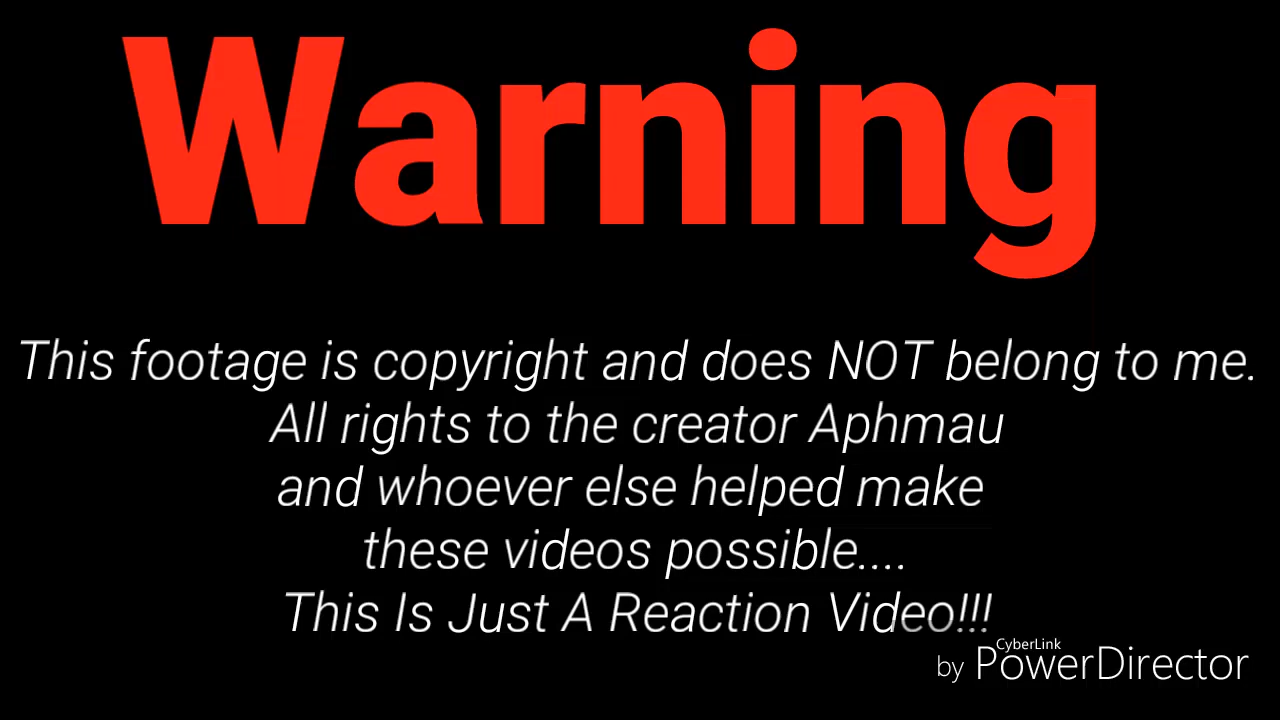 Warning
This footage is copyright and does NOT belong to me.
All rights to the creator Aphmau
and whoever else helped make
these videos possible....
This Is Just A Reaction Video!!!
CyberLink
by PowerDirector